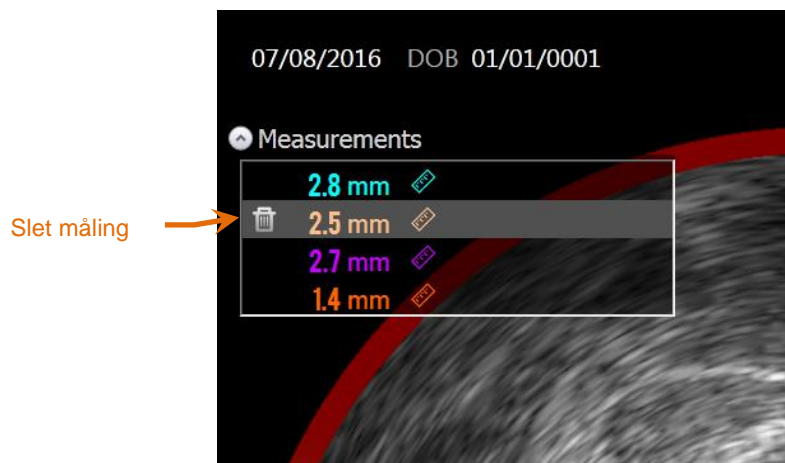 07/08/2016 DOB 01/01/0001
Measurements
2.8 mm
Slet måling
2.5 mm
2.7 mm
1.4 mm